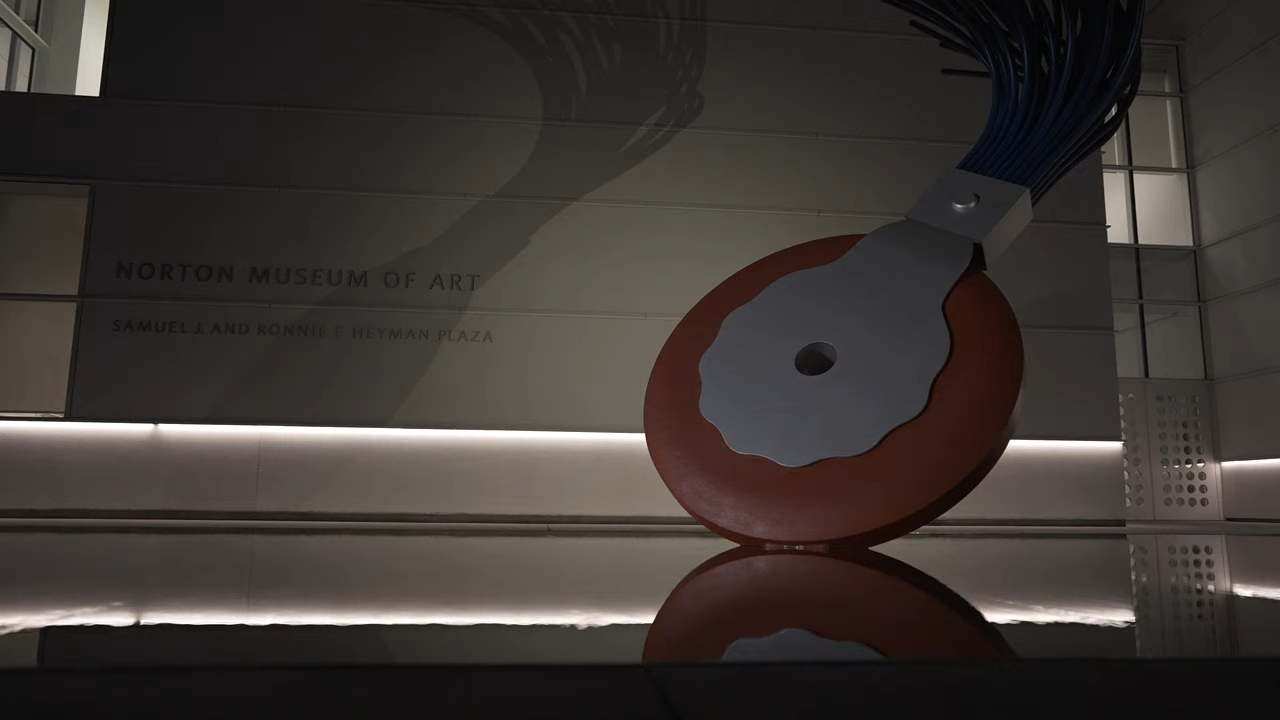 NORTON MUSEUM OF ART
SAMUEL J. AND RONNIE F. HEYMAN PLAZA